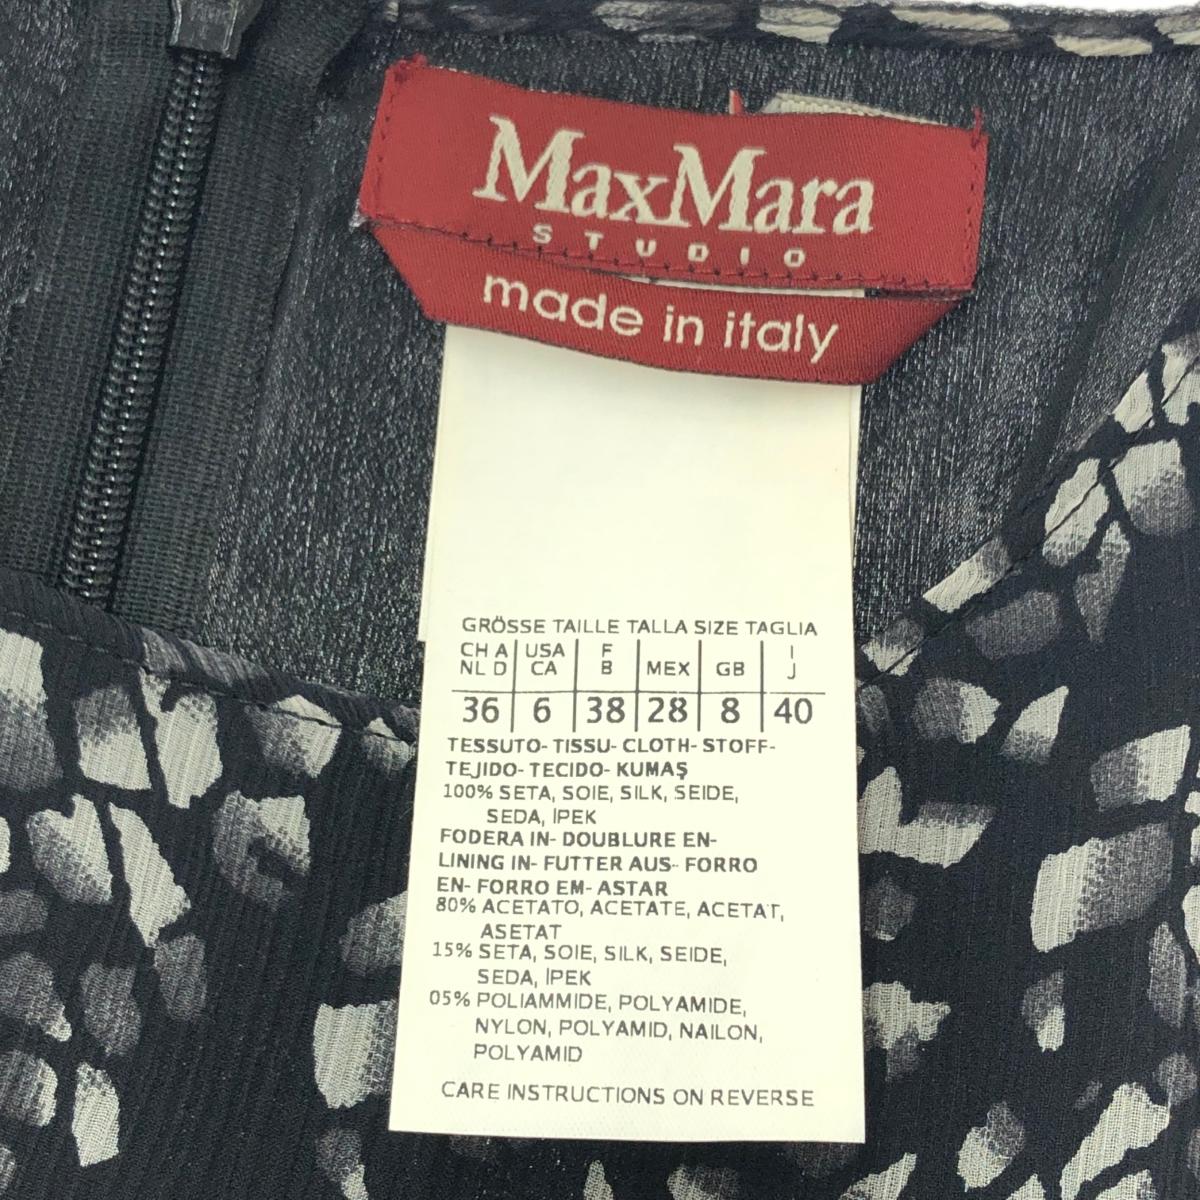 MaxMara
STUDIO
made in italy
GRÖSSE TAILLE TALLA SIZE TAGLIA
CH A USA F I
NL D CA B MEX GB J
36 6 38 28 8 40
TESSUTO- TISSU- CLOTH- STOFF-
TEJIDO- TECIDO- KUMAŞ
100% SETA, SOIE, SILK, SEIDE,
SEDA, İPEK
FODERA IN- DOUBLURE EN-
LINING IN- FUTTER AUS- FORRO
EN- FORRO EM- ASTAR
80% ACETATO, ACETATE, ACETAT,
ASETAT
15% SETA, SOIE, SILK, SEIDE,
SEDA, İPEK
05% POLIAMMIDE, POLYAMIDE,
NYLON, POLYAMID, NAILON,
POLYAMID
CARE INSTRUCTIONS ON REVERSE